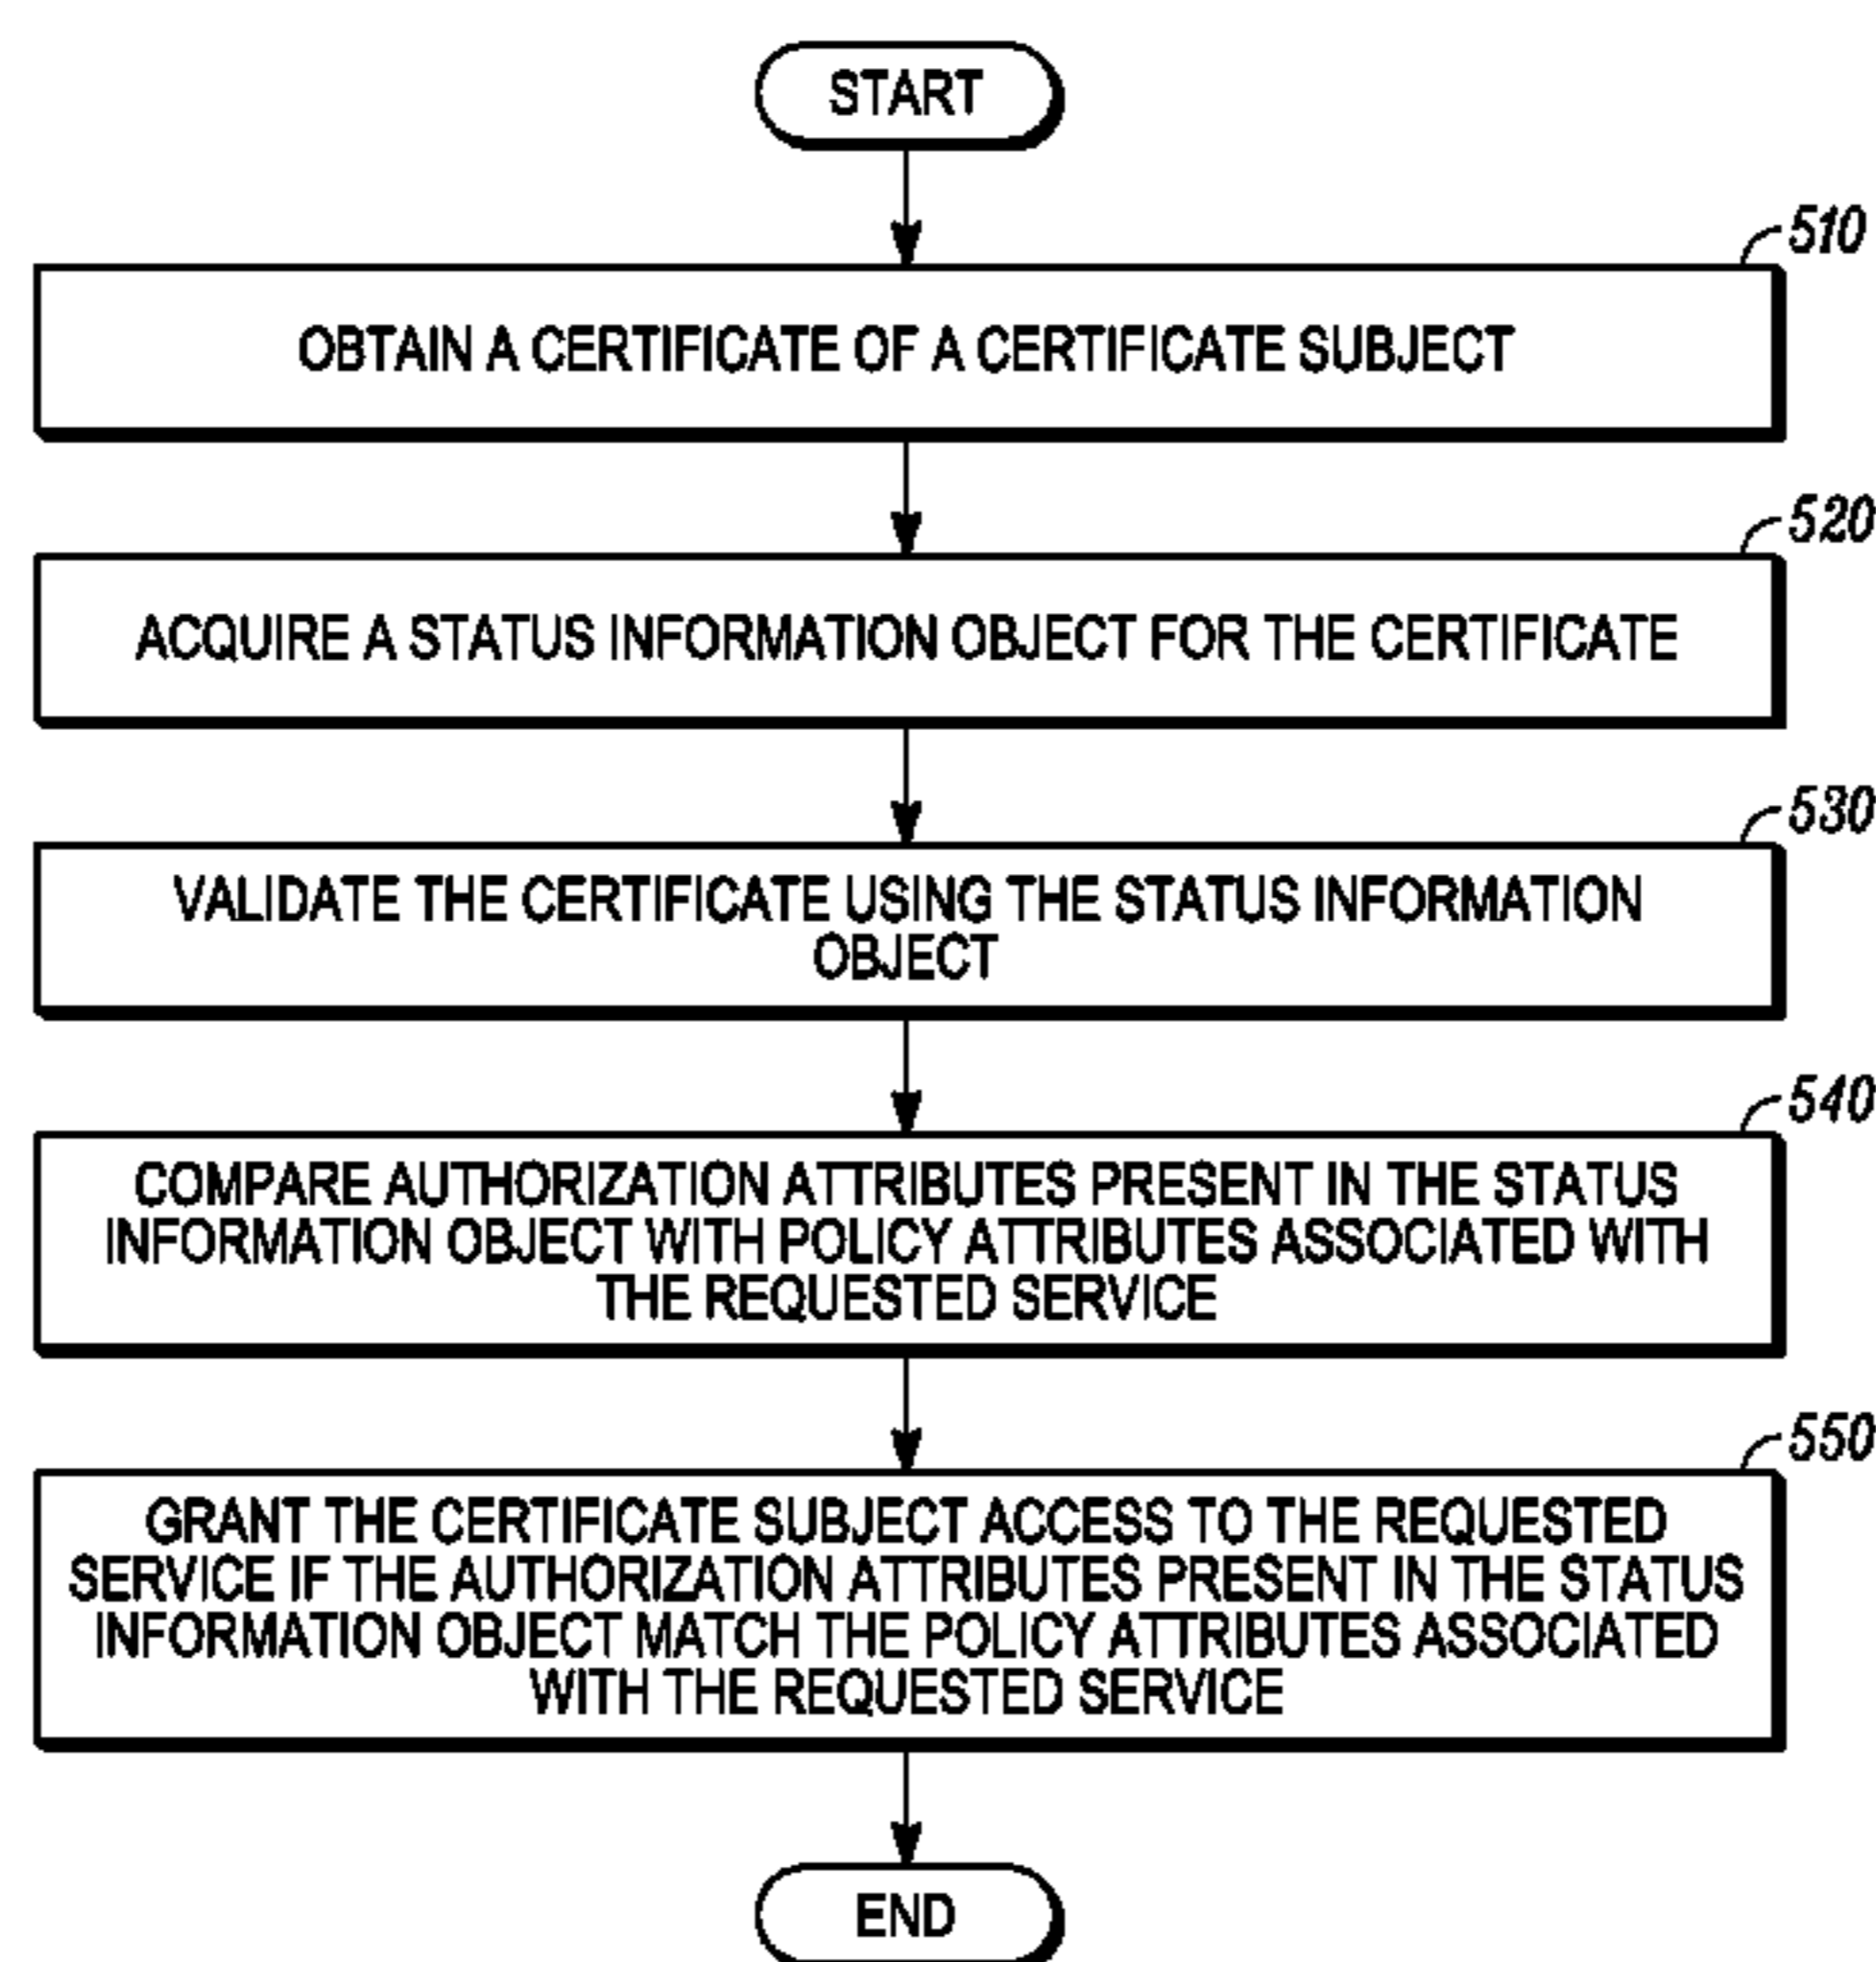 START
510
OBTAIN A CERTIFICATE OF A CERTIFICATE SUBJECT
520
ACQUIRE A STATUS INFORMATION OBJECT FOR THE CERTIFICATE
530
VALIDATE THE CERTIFICATE USING THE STATUS INFORMATION
OBJECT
540
COMPARE AUTHORIZATION ATTRIBUTES PRESENT IN THE STATUS
INFORMATION OBJECT WITH POLICY ATTRIBUTES ASSOCIATED WITH
THE REQUESTED SERVICE
550
GRANT THE CERTIFICATE SUBJECT ACCESS TO THE REQUESTED
SERVICE IF THE AUTHORIZATION ATTRIBUTES PRESENT IN THE STATUS
INFORMATION OBJECT MATCH THE POLICY ATTRIBUTES ASSOCIATED
WITH THE REQUESTED SERVICE
END